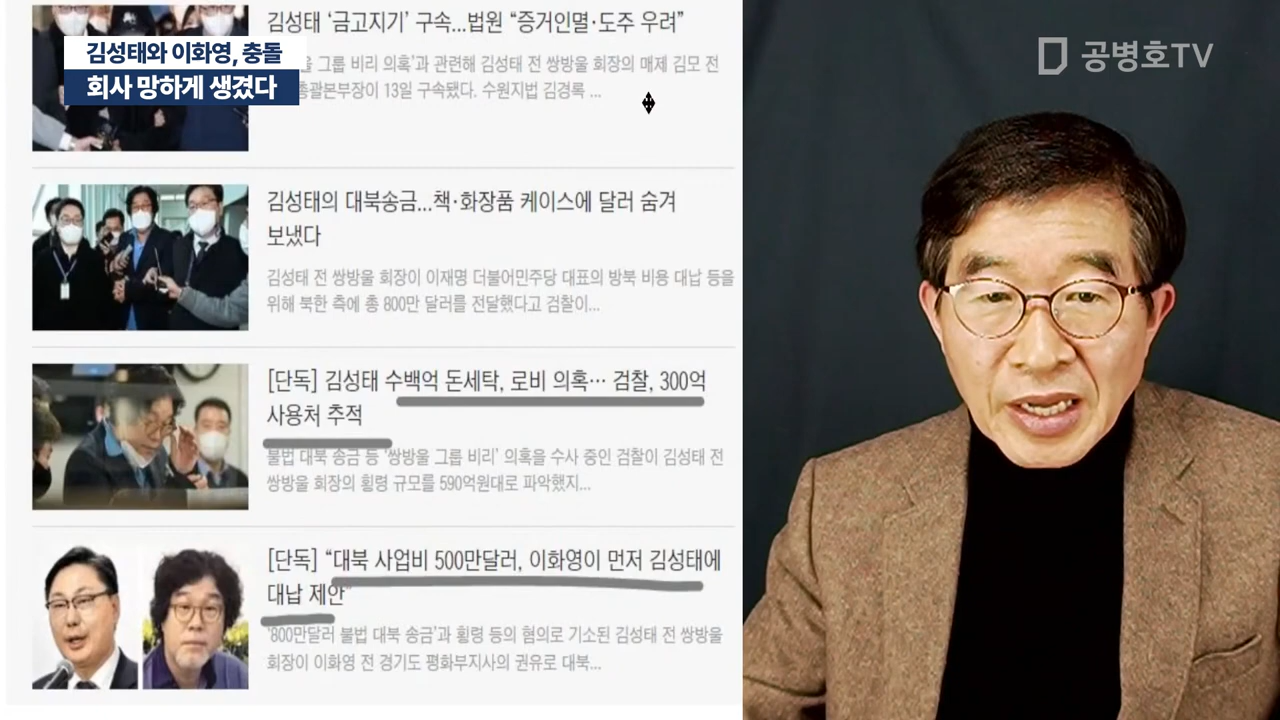 김성태와 이화영, 충돌
회사 망하게 생겼다
김성태 ‘금고지기’ 구속...법원 “증거인멸·도주 우려”
그룹 비리 의혹’과 관련해 김성태 전 쌍방울 회장의 매제 김모 전
총괄본부장이 13일 구속됐다. 수원지법 김경록 ...
김성태의 대북송금...책·화장품 케이스에 달러 숨겨
보냈다
김성태 전 쌍방울 회장이 이재명 더불어민주당 대표의 방북 비용 대납 등을
위해 북한 측에 총 800만 달러를 전달했다고 검찰이...
[단독] 김성태 수백억 돈세탁, 로비 의혹… 검찰, 300억
사용처 추적
불법 대북 송금 등 ‘쌍방울 그룹 비리’ 의혹을 수사 중인 검찰이 김성태 전
쌍방울 회장의 횡령 규모를 590억원대로 파악했지...
[단독] “대북 사업비 500만달러, 이화영이 먼저 김성태에
대납 제안”
‘800만달러 불법 대북 송금’과 횡령 등의 혐의로 기소된 김성태 전 쌍방울
회장이 이화영 전 경기도 평화부지사의 권유로 대북...
공병호TV